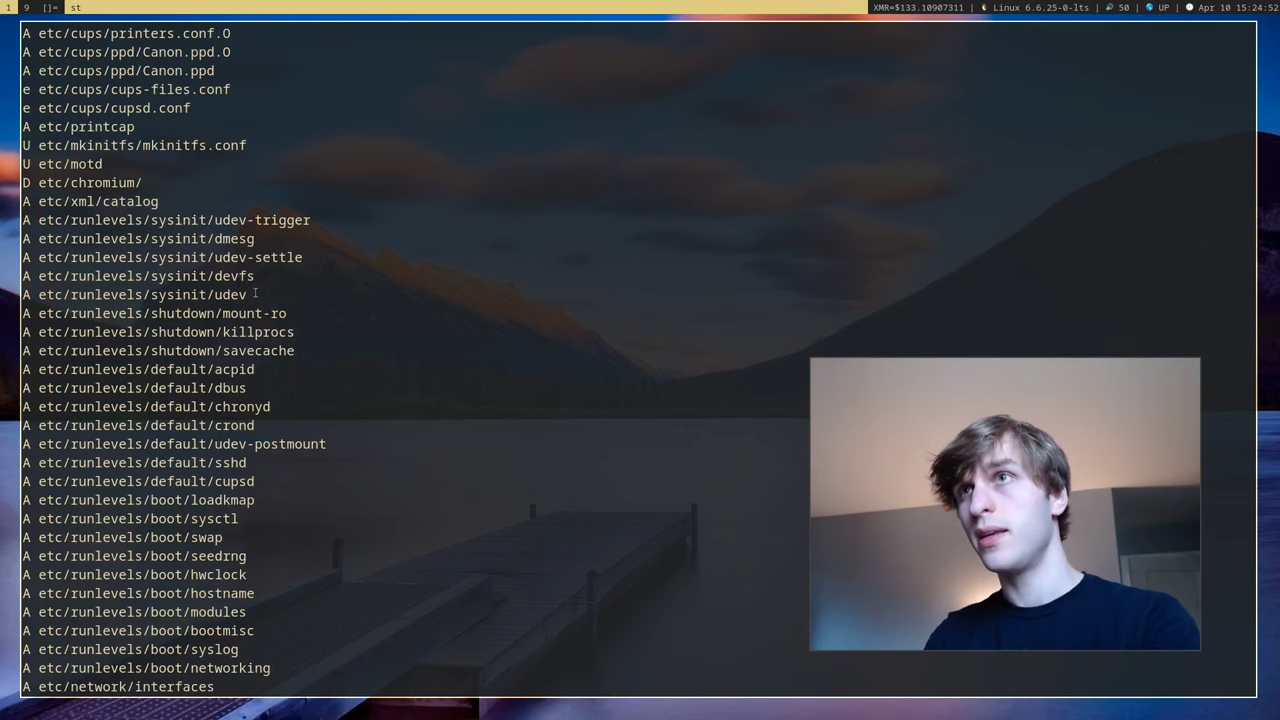 1 9 []= st XMR=$133.10907311 | Linux 6.6.25-0-lts | 50 | UP | Apr 10 15:24:52
A etc/cups/printers.conf.O
A etc/cups/ppd/Canon.ppd.O
A etc/cups/ppd/Canon.ppd
e etc/cups/cups-files.conf
e etc/cups/cupsd.conf
A etc/printcap
U etc/mkinitfs/mkinitfs.conf
U etc/motd
D etc/chromium/
A etc/xml/catalog
A etc/runlevels/sysinit/udev-trigger
A etc/runlevels/sysinit/dmesg
A etc/runlevels/sysinit/udev-settle
A etc/runlevels/sysinit/devfs
A etc/runlevels/sysinit/udev
A etc/runlevels/shutdown/mount-ro
A etc/runlevels/shutdown/killprocs
A etc/runlevels/shutdown/savecache
A etc/runlevels/default/acpid
A etc/runlevels/default/dbus
A etc/runlevels/default/chronyd
A etc/runlevels/default/crond
A etc/runlevels/default/udev-postmount
A etc/runlevels/default/sshd
A etc/runlevels/default/cupsd
A etc/runlevels/boot/loadkmap
A etc/runlevels/boot/sysctl
A etc/runlevels/boot/swap
A etc/runlevels/boot/seedrng
A etc/runlevels/boot/hwclock
A etc/runlevels/boot/hostname
A etc/runlevels/boot/modules
A etc/runlevels/boot/bootmisc
A etc/runlevels/boot/syslog
A etc/runlevels/boot/networking
A etc/network/interfaces